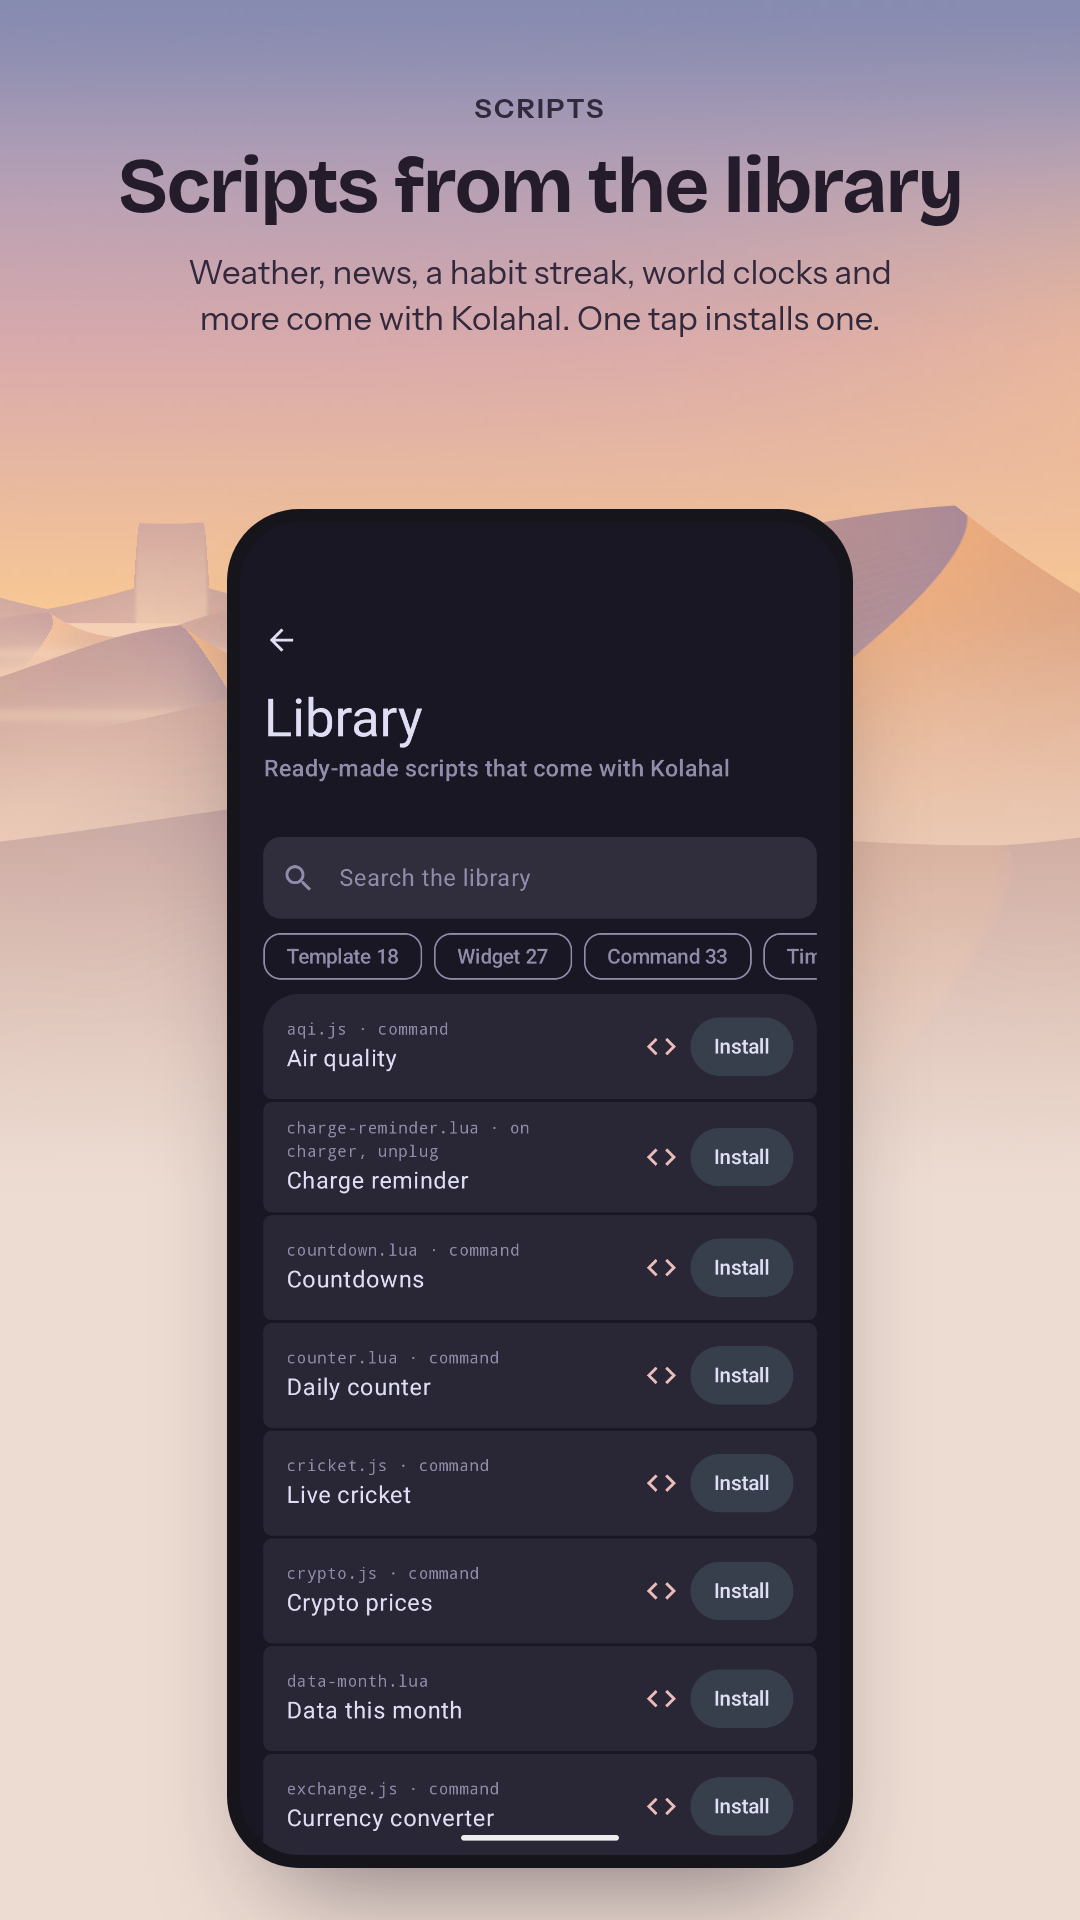 SCRIPTS
Scripts from the library
Weather, news, a habit streak, world clocks and
more come with Kolahal. One tap installs one.
Library
Ready-made scripts that come with Kolahal
Search the library
Template 18
Widget 27
Command 33
Tim
aqi.js · command
Air quality
Install
charge-reminder.lua · on
charger, unplug
Charge reminder
Install
countdown.lua · command
Countdowns
Install
counter.lua · command
Daily counter
Install
cricket.js · command
Live cricket
Install
crypto.js · command
Crypto prices
Install
data-month.lua
Data this month
Install
exchange.js · command
Currency converter
Install